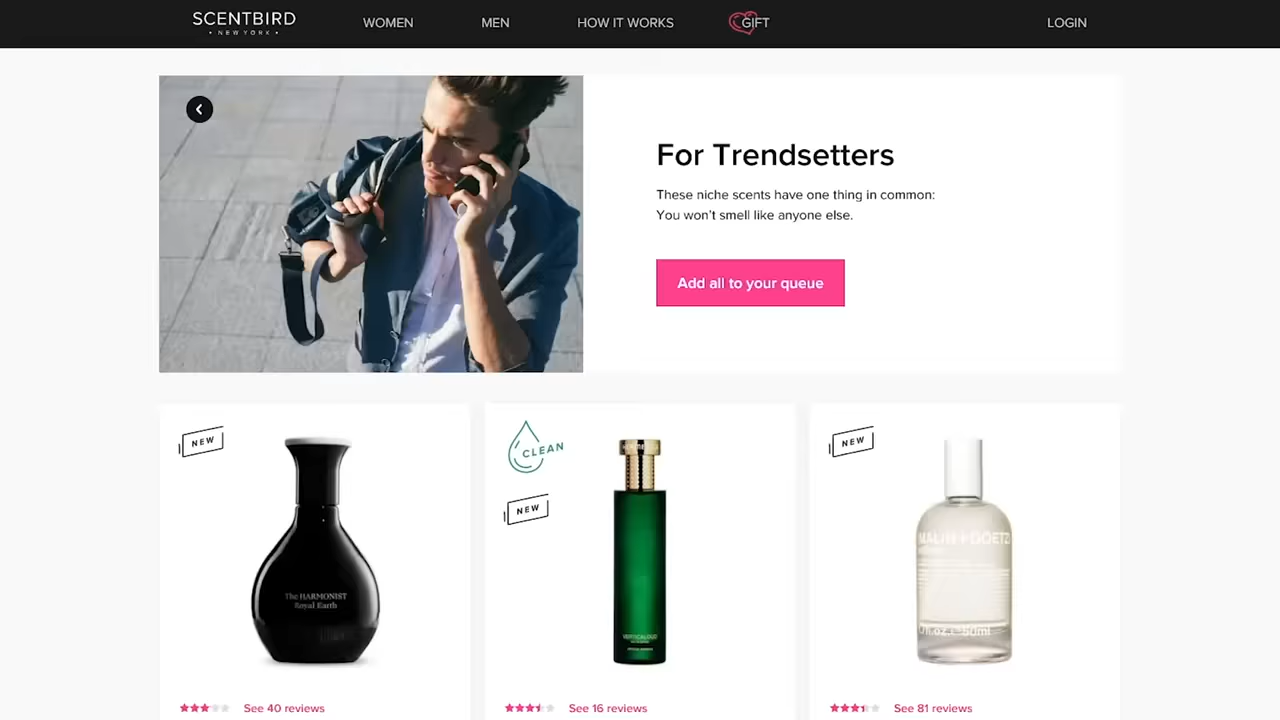 SCENTBIRD
• NEW YORK •
WOMEN
MEN
HOW IT WORKS
GIFT
LOGIN
For Trendsetters
These niche scents have one thing in common:
You won't smell like anyone else.
Add all to your queue
NEW
The HARMONIST
Royal Earth
See 40 reviews
CLEAN
NEW
VERTICALOUD
See 16 reviews
NEW
MALIN+GOETZ
50ml
See 81 reviews